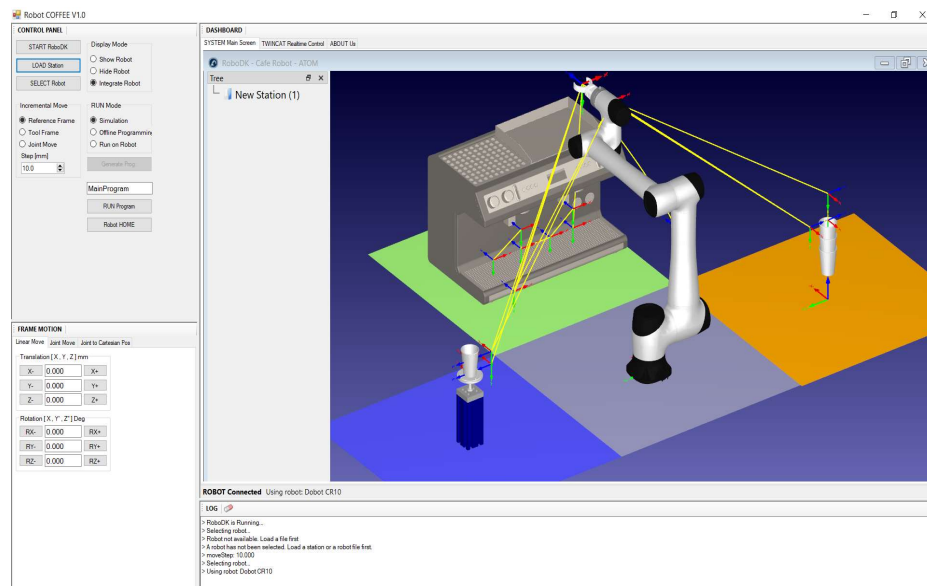 Robot COFFEE V1.0
CONTROL PANEL
START RoboDK
LOAD Station
SELECT Robot
Display Mode
Show Robot
Hide Robot
Integrate Robot
Incremental Move
Reference Frame
Tool Frame
Joint Move
Step [mm]
10.0
RUN Mode
Simulation
Offline Programming
Run on Robot
Generate Prog.
MainProgram
RUN Program
Robot HOME
FRAME MOTION
Linear Move Joint Move Joint to Cartesian Pos
Translation [ X , Y , Z ] mm
X- 0.000 X+
Y- 0.000 Y+
Z- 0.000 Z+
Rotation [ X , Y' , Z'' ] Deg
RX- 0.000 RX+
RY- 0.000 RY+
RZ- 0.000 RZ+
DASHBOARD
SYSTEM Main Screen TWINCAT Realtime Control ABOUT Us
RoboDK - Cafe Robot - ATOM
Tree
New Station (1)
ROBOT Connected Using robot: Dobot CR10
LOG
> RoboDK is Running...
> Selecting robot...
> Robot not available. Load a file first
> A robot has not been selected. Load a station or a robot file first.
> moveStep: 10.000
> Selecting robot...
> Using robot: Dobot CR10